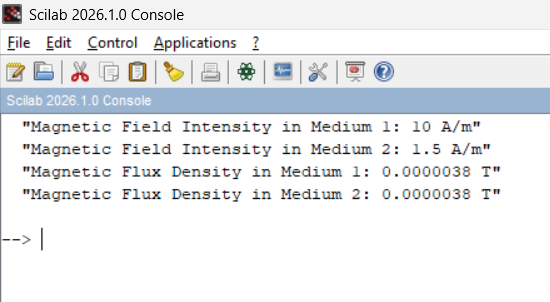 Scilab 2026.1.0 Console
File Edit Control Applications ?
Scilab 2026.1.0 Console
"Magnetic Field Intensity in Medium 1: 10 A/m"
"Magnetic Field Intensity in Medium 2: 1.5 A/m"
"Magnetic Flux Density in Medium 1: 0.0000038 T"
"Magnetic Flux Density in Medium 2: 0.0000038 T"
-->